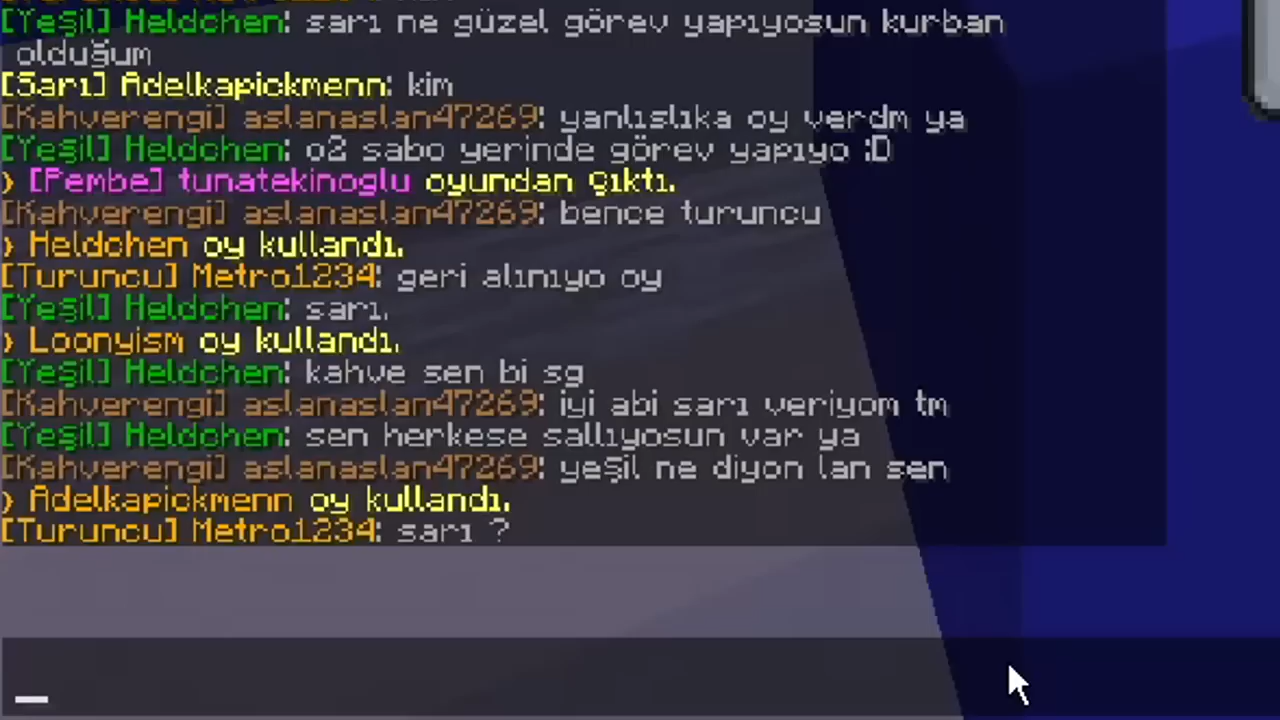 [Yeşil] Heldchen: sarı ne güzel görev yapıyosun kurban
olduğum
[Sarı] Adelkapickmenn: kim
[Kahverengi] aslanaslan47269: yanlıslıka oy verdm ya
[Yeşil] Heldchen: o2 sabo yerinde görev yapıyo :D
› [Pembe] tunatekinoglu oyundan çıktı.
[Kahverengi] aslanaslan47269: bence turuncu
› Heldchen oy kullandı.
[Turuncu] Metro1234: geri alınıyo oy
[Yeşil] Heldchen: sarı.
› Loonyism oy kullandı.
[Yeşil] Heldchen: kahve sen bi sg
[Kahverengi] aslanaslan47269: iyi abi sarı veriyom tm
[Yeşil] Heldchen: sen herkese sallıyosun var ya
[Kahverengi] aslanaslan47269: yeşil ne diyon lan sen
› Adelkapickmenn oy kullandı.
[Turuncu] Metro1234: sarı ?